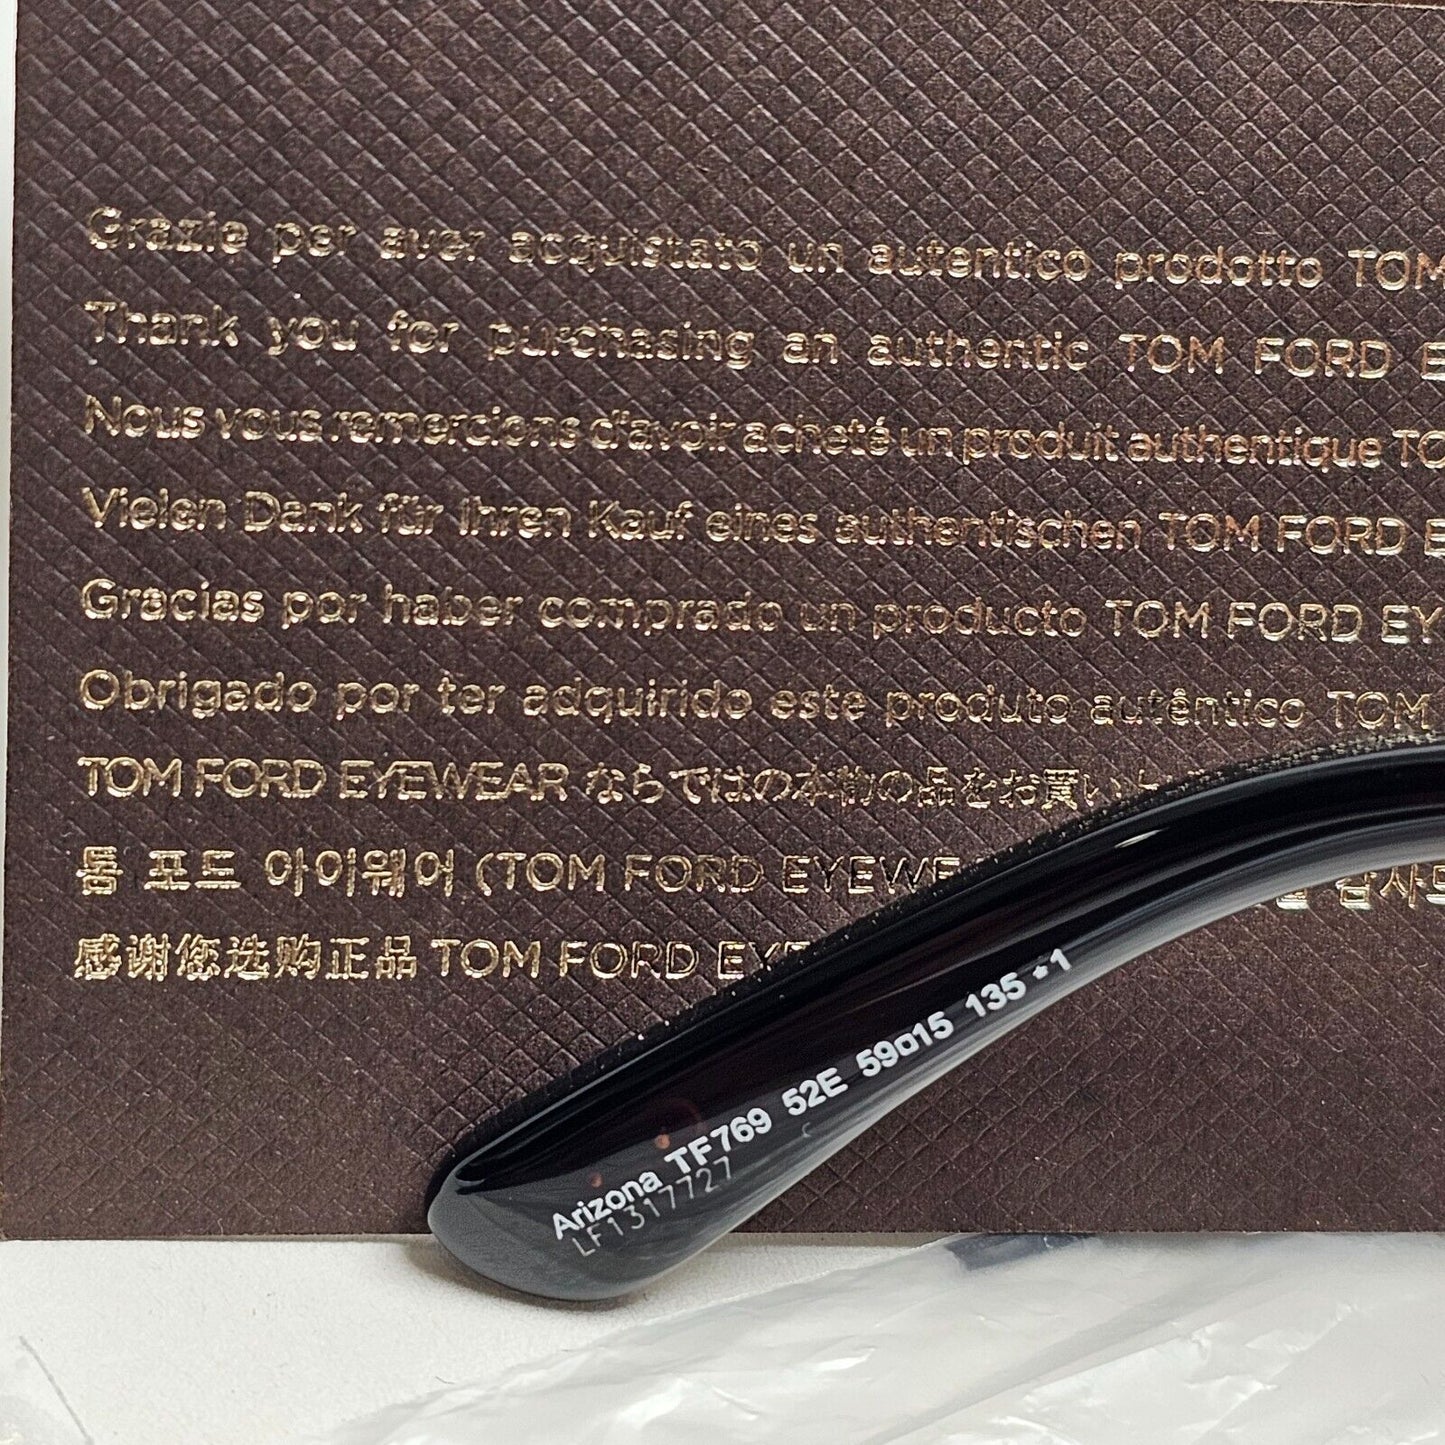 Grazie per aver acquistato un autentico prodotto TOM
Thank you for purchasing an authentic TOM FORD E
Nous vous remercions d'avoir acheté un produit authentique TO
Vielen Dank für Ihren Kauf eines authentischen TOM FORD E
Gracias por haber comprado un producto TOM FORD EY
Obrigado por ter adquirido este produto autêntico TOM
TOM FORD EYEWEAR ならではの本物の品をお買い
톰 포드 아이웨어 (TOM FORD EYEWE 감사드
感谢您选购正品 TOM FORD EYE
Arizona TF769 52E 59□15 135 *1
LF1317727